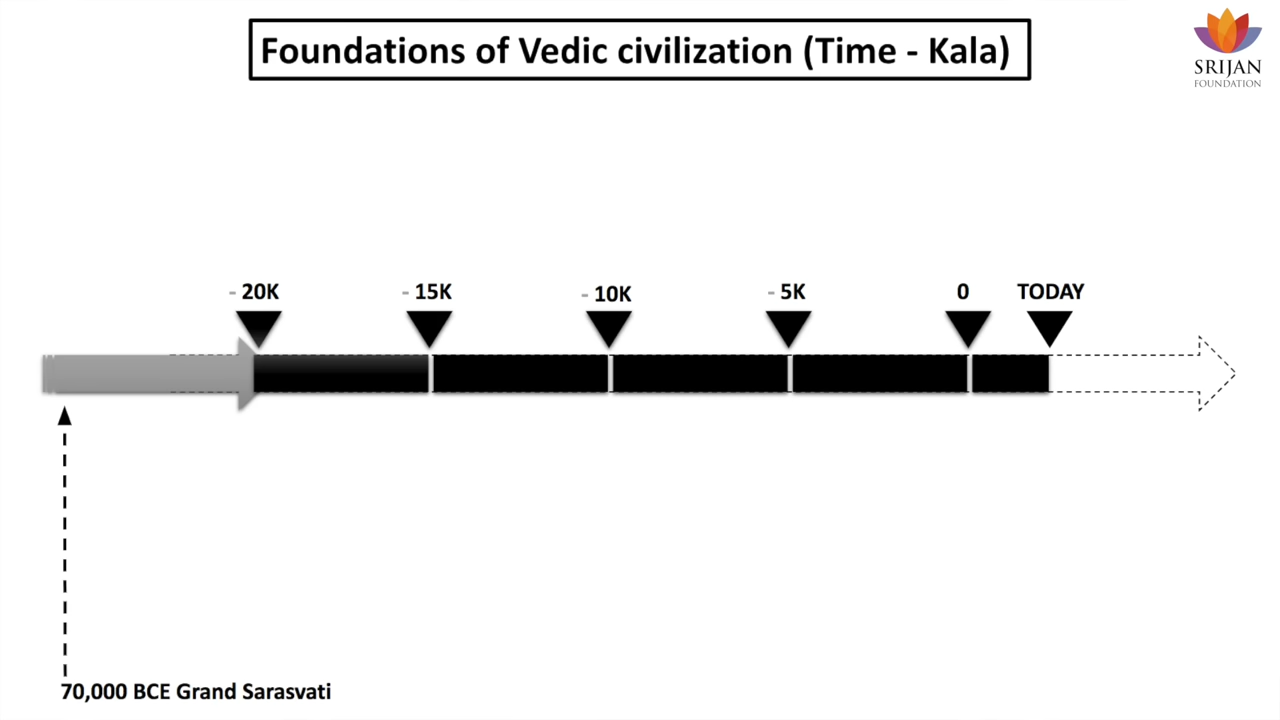 Foundations of Vedic civilization (Time - Kala)
SRIJAN
FOUNDATION
- 20K
- 15K
- 10K
- 5K
0
TODAY
70,000 BCE Grand Sarasvati